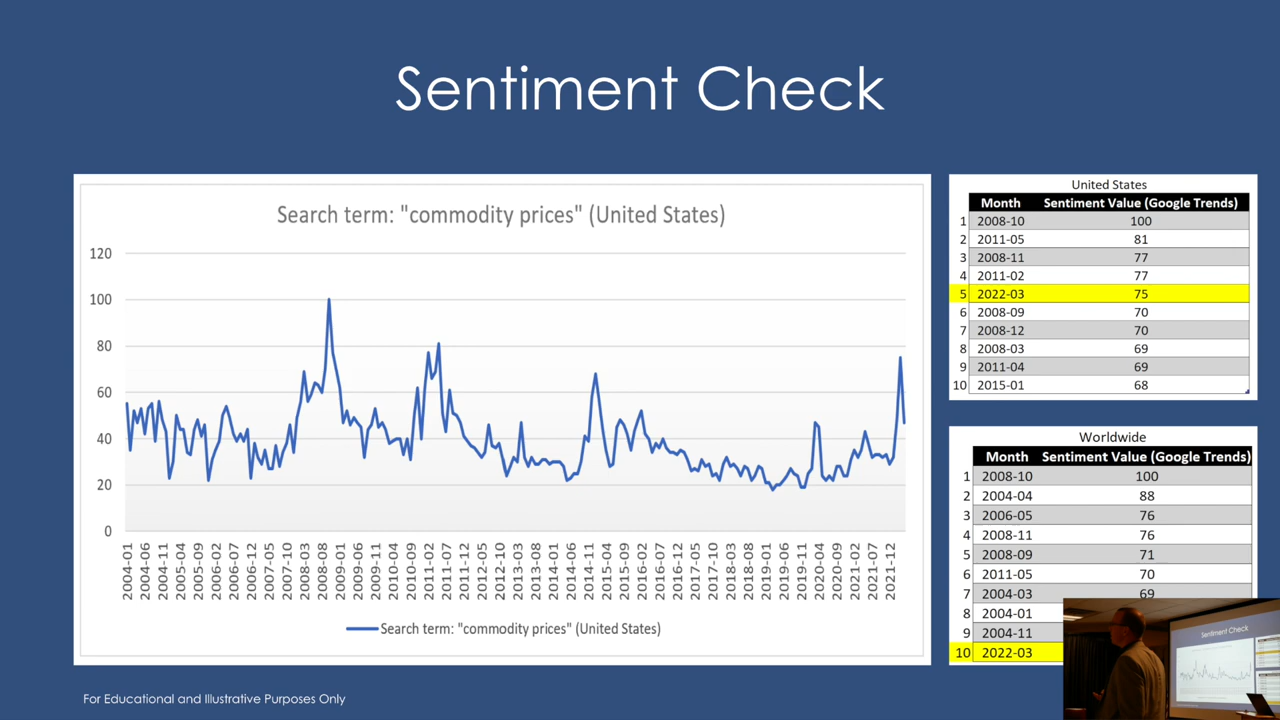 Sentiment Check
Search term: "commodity prices" (United States)
120
100
80
60
40
20
0
2004-01
2004-06
2004-11
2005-04
2005-09
2006-02
2006-07
2006-12
2007-05
2007-10
2008-03
2008-08
2009-01
2009-06
2009-11
2010-04
2010-09
2011-02
2011-07
2011-12
2012-05
2012-10
2013-03
2013-08
2014-01
2014-06
2014-11
2015-04
2015-09
2016-02
2016-07
2016-12
2017-05
2017-10
2018-03
2018-08
2019-01
2019-06
2019-11
2020-04
2020-09
2021-02
2021-07
2021-12
Search term: "commodity prices" (United States)
United States
Month Sentiment Value (Google Trends)
1 2008-10 100
2 2011-05 81
3 2008-11 77
4 2011-02 77
5 2022-03 75
6 2008-09 70
7 2008-12 70
8 2008-03 69
9 2011-04 69
10 2015-01 68
Worldwide
Month Sentiment Value (Google Trends)
1 2008-10 100
2 2004-04 88
3 2006-05 76
4 2008-11 76
5 2008-09 71
6 2011-05 70
7 2004-03 69
8 2004-01
9 2004-11
10 2022-03
Sentiment Check
For Educational and Illustrative Purposes Only